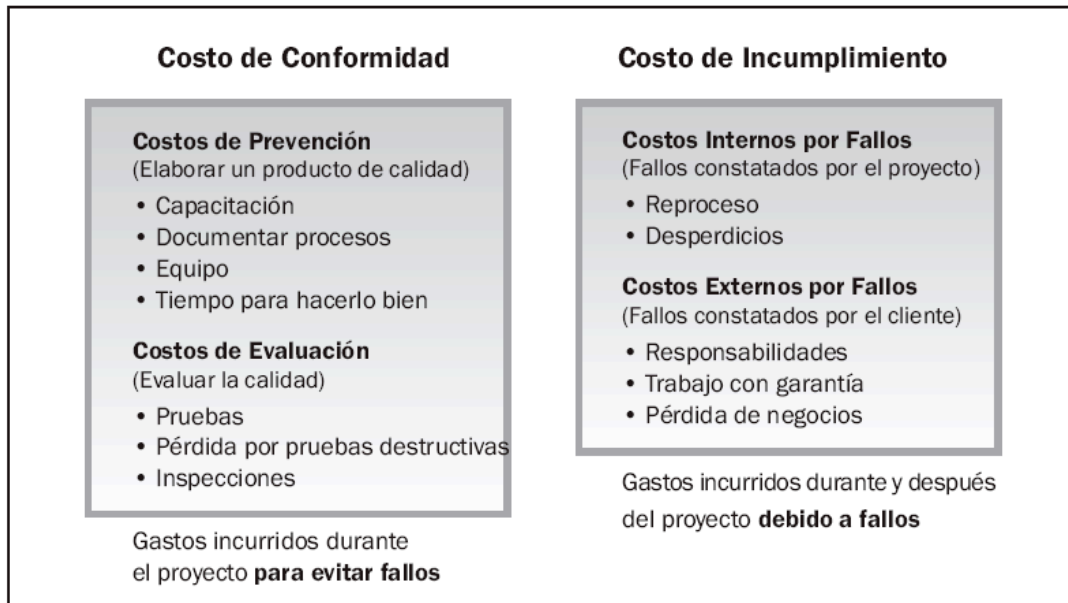 Costo de Conformidad
Costos de Prevención
(Elaborar un producto de calidad)
• Capacitación
• Documentar procesos
• Equipo
• Tiempo para hacerlo bien
Costos de Evaluación
(Evaluar la calidad)
• Pruebas
• Pérdida por pruebas destructivas
• Inspecciones
Gastos incurridos durante
el proyecto para evitar fallos
Costo de Incumplimiento
Costos Internos por Fallos
(Fallos constatados por el proyecto)
• Reproceso
• Desperdicios
Costos Externos por Fallos
(Fallos constatados por el cliente)
• Responsabilidades
• Trabajo con garantía
• Pérdida de negocios
Gastos incurridos durante y después
del proyecto debido a fallos